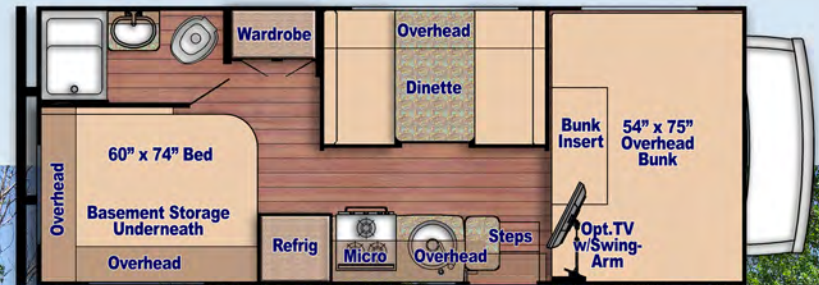 Wardrobe
Overhead
Dinette
60” x 74” Bed
Basement Storage
Underneath
Overhead
Overhead
Refrig
Micro
Overhead
Steps
Bunk
Insert
54” x 75”
Overhead
Bunk
Opt.TV
w/Swing-
Arm